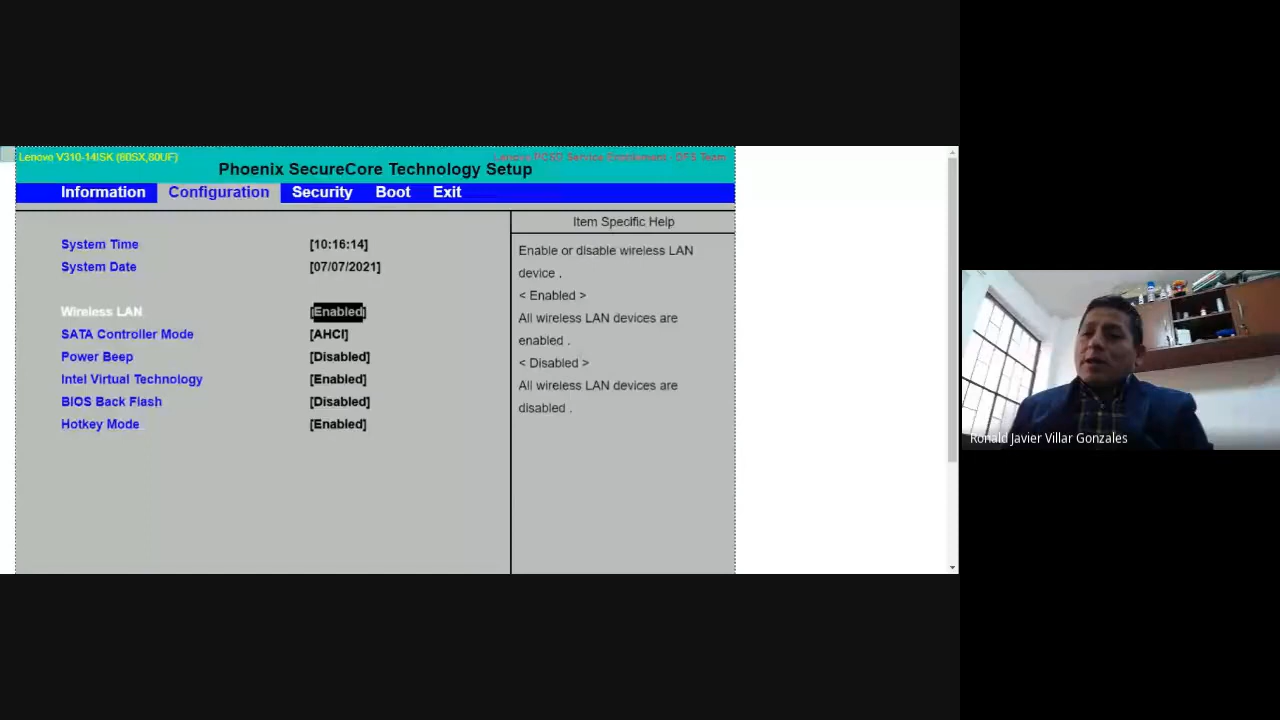 Lenovo V310-14ISK (80SX,80UF)
Phoenix SecureCore Technology Setup
Information Configuration Security Boot Exit
Item Specific Help
System Time [10:16:14]
System Date [07/07/2021]
Wireless LAN [Enabled]
SATA Controller Mode [AHCI]
Power Beep [Disabled]
Intel Virtual Technology [Enabled]
BIOS Back Flash [Disabled]
Hotkey Mode [Enabled]
Enable or disable wireless LAN
device .
< Enabled >
All wireless LAN devices are
enabled .
< Disabled >
All wireless LAN devices are
disabled .
Ronald Javier Villar Gonzales